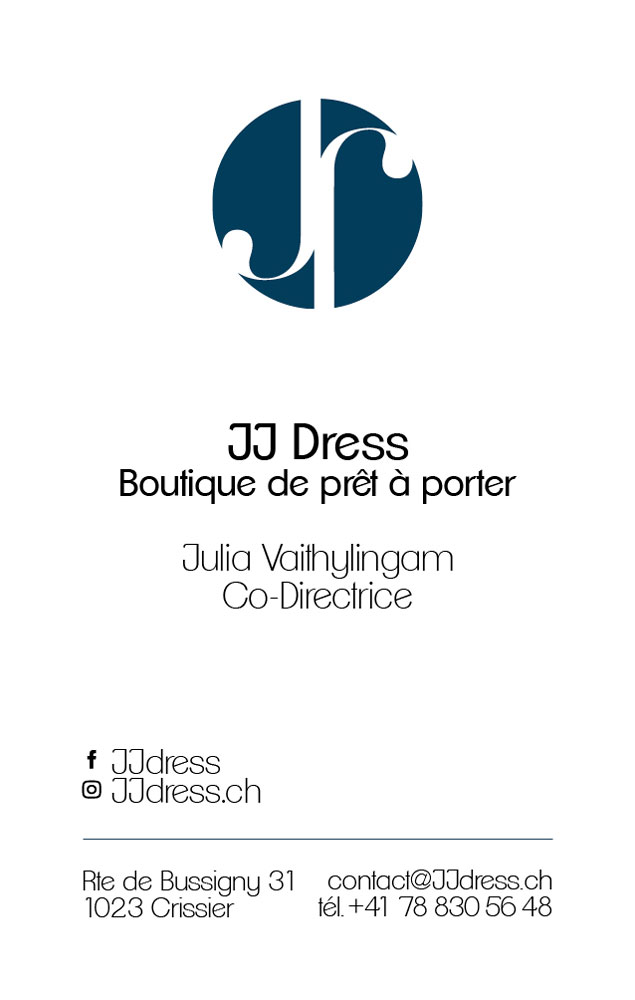 JJ Dress
Boutique de prêt à porter
Julia Vaithylingam
Co-Directrice
JJdress
JJdress.ch
Rte de Bussigny 31
1023 Crissier
contact@JJdress.ch
tél. +41 78 830 56 48